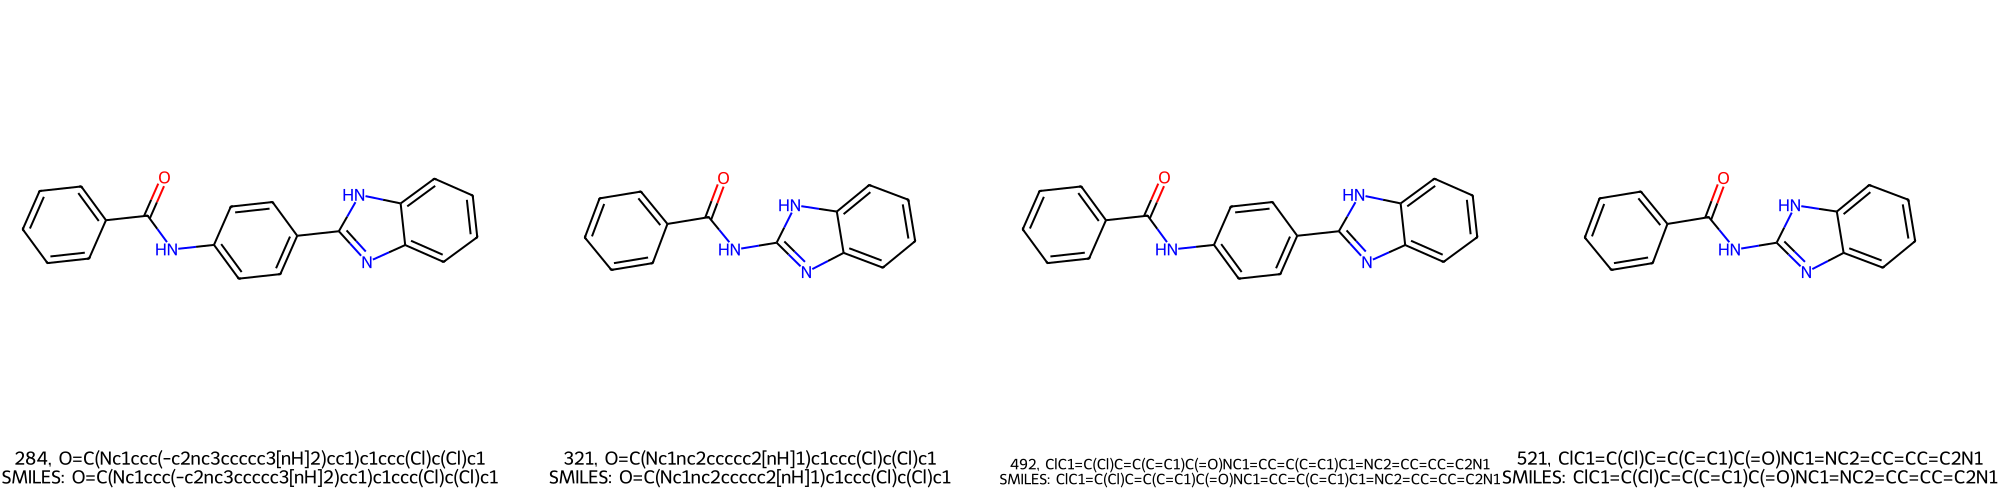 O
HN
HN
N
O
HN
HN
N
O
HN
HN
N
O
HN
HN
N
284, O=C(Nc1ccc(-c2nc3ccccc3[nH]2)cc1)c1ccc(Cl)c(Cl)c1
SMILES: O=C(Nc1ccc(-c2nc3ccccc3[nH]2)cc1)c1ccc(Cl)c(Cl)c1
321, O=C(Nc1nc2ccccc2[nH]1)c1ccc(Cl)c(Cl)c1
SMILES: O=C(Nc1nc2ccccc2[nH]1)c1ccc(Cl)c(Cl)c1
492, ClC1=C(Cl)C=C(C=C1)C(=O)NC1=CC=C(C=C1)C1=NC2=CC=CC=C2N1
SMILES: ClC1=C(Cl)C=C(C=C1)C(=O)NC1=CC=C(C=C1)C1=NC2=CC=CC=C2N1
521, ClC1=C(Cl)C=C(C=C1)C(=O)NC1=NC2=CC=CC=C2N1
SMILES: ClC1=C(Cl)C=C(C=C1)C(=O)NC1=NC2=CC=CC=C2N1